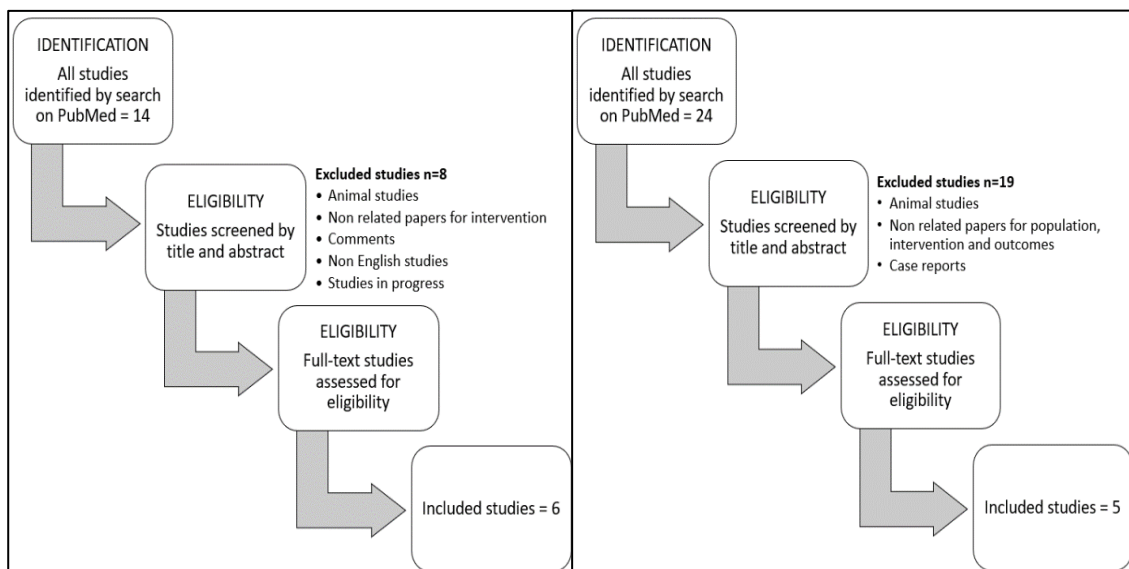 IDENTIFICATION
All studies
identified by search
on PubMed = 14
ELIGIBILITY
Studies screened by
title and abstract
Excluded studies n=8
• Animal studies
• Non related papers for intervention
• Comments
• Non English studies
• Studies in progress
ELIGIBILITY
Full-text studies
assessed for
eligibility
Included studies = 6
IDENTIFICATION
All studies
identified by search
on PubMed = 24
ELIGIBILITY
Studies screened by
title and abstract
Excluded studies n=19
• Animal studies
• Non related papers for population,
intervention and outcomes
• Case reports
ELIGIBILITY
Full-text studies
assessed for
eligibility
Included studies = 5